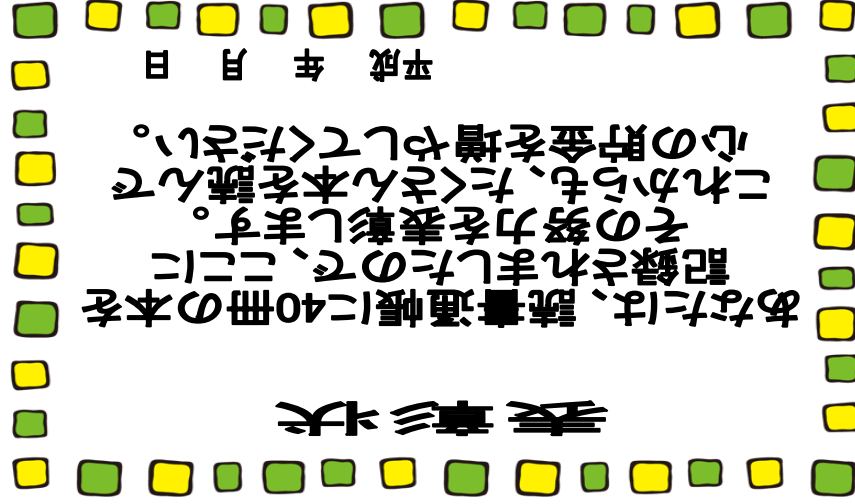 表彰状
あなたは、読書通帳に40冊の本を
記録されましたので、ここに
その努力を表彰します。
これからも、たくさん本を読んで
心の貯金を増やしてください。
平成　年　月　日